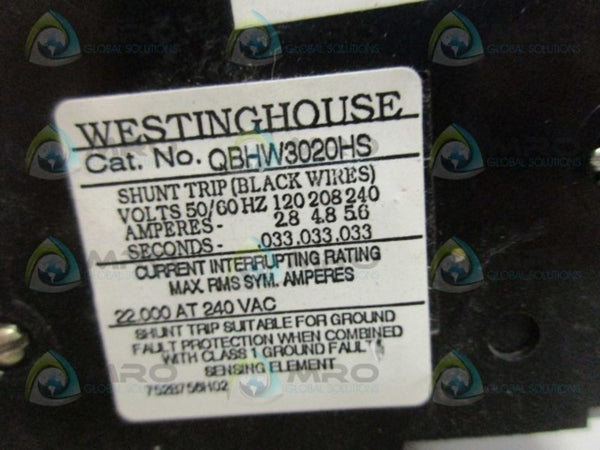 WESTINGHOUSE
Cat. No. QBHW3020HS
SHUNT TRIP (BLACK WIRES)
VOLTS 50/60 HZ 120 208 240
AMPERES - 2.8 4.8 5.6
SECONDS - .033 .033 .033
CURRENT INTERRUPTING RATING
MAX. RMS SYM. AMPERES
22,000 AT 240 VAC
SHUNT TRIP SUITABLE FOR GROUND
FAULT PROTECTION WHEN COMBINED
WITH CLASS 1 GROUND FAULT
SENSING ELEMENT
752B755H02
MRO
GLOBAL SOLUTIONS